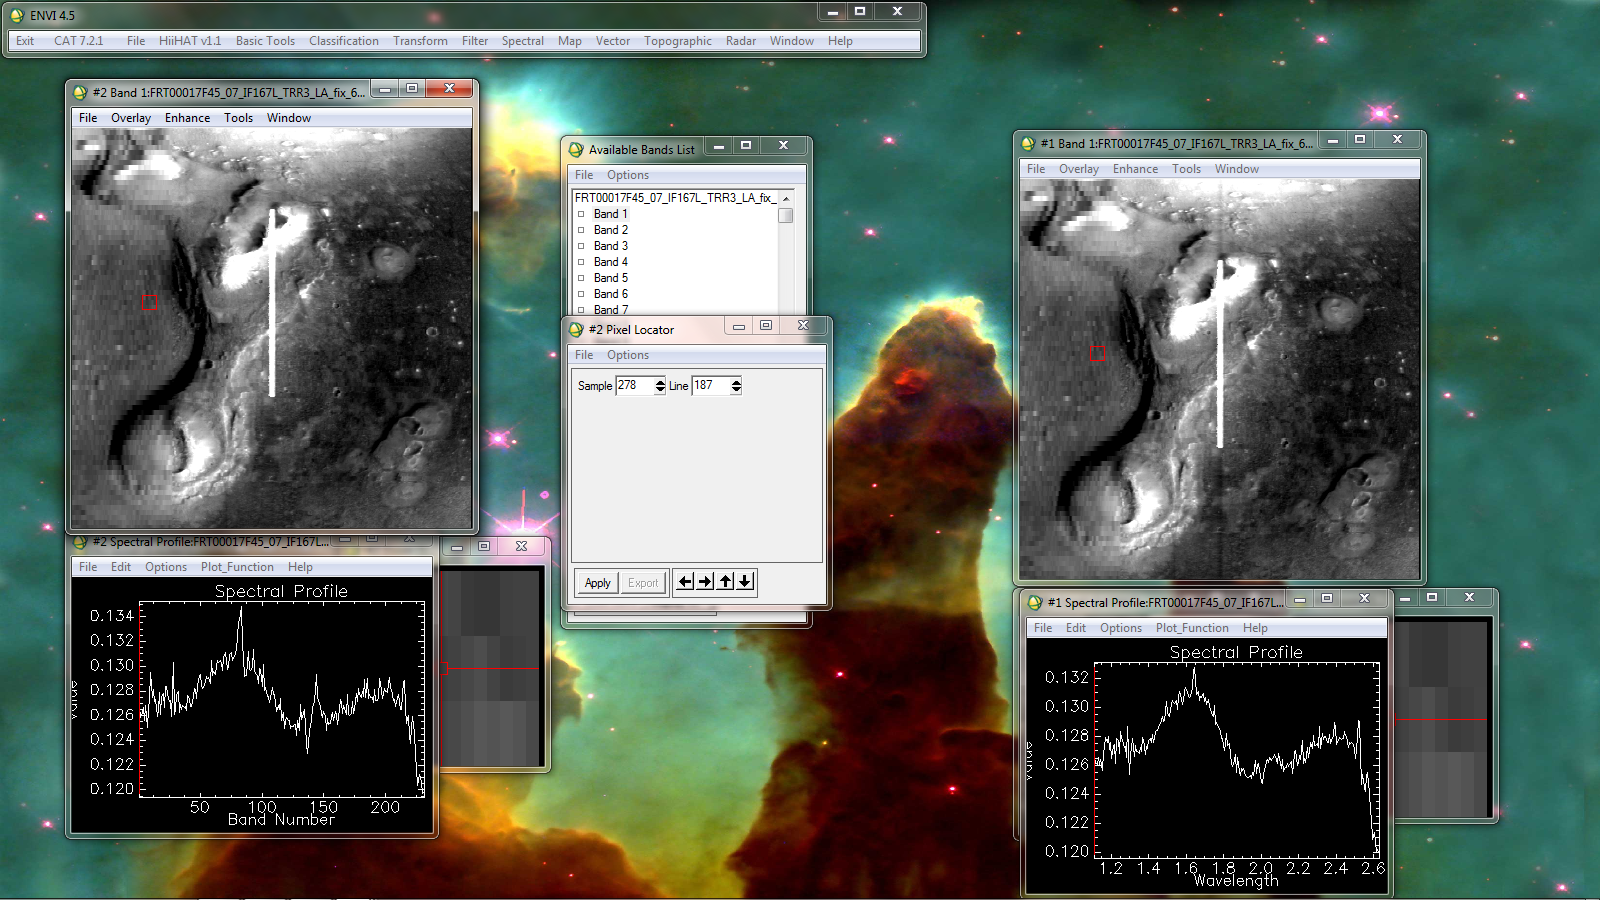 ENVI 4.5
Exit CAT 7.2.1 File HiiHAT v1.1 Basic Tools Classification Transform Filter Spectral Map Vector Topographic Radar Window Help
#2 Band 1:FRT00017F45_07_IF167L_TRR3_LA_fix_6...
File Overlay Enhance Tools Window
Available Bands List
File Options
FRT00017F45_07_IF167L_TRR3_LA_fix_
Band 1
Band 2
Band 3
Band 4
Band 5
Band 6
Band 7
#2 Pixel Locator
File Options
Sample 278 Line 187
Apply Export
#1 Band 1:FRT00017F45_07_IF167L_TRR3_LA_fix_6...
File Overlay Enhance Tools Window
#2 Spectral Profile:FRT00017F45_07_IF167L...
File Edit Options Plot_Function Help
Spectral Profile
0.134
0.132
0.130
0.128
0.126
0.124
0.122
0.120
Value
50 100 150 200
Band Number
#1 Spectral Profile:FRT00017F45_07_IF167L...
File Edit Options Plot_Function Help
Spectral Profile
0.132
0.130
0.128
0.126
0.124
0.122
0.120
Value
1.2 1.4 1.6 1.8 2.0 2.2 2.4 2.6
Wavelength